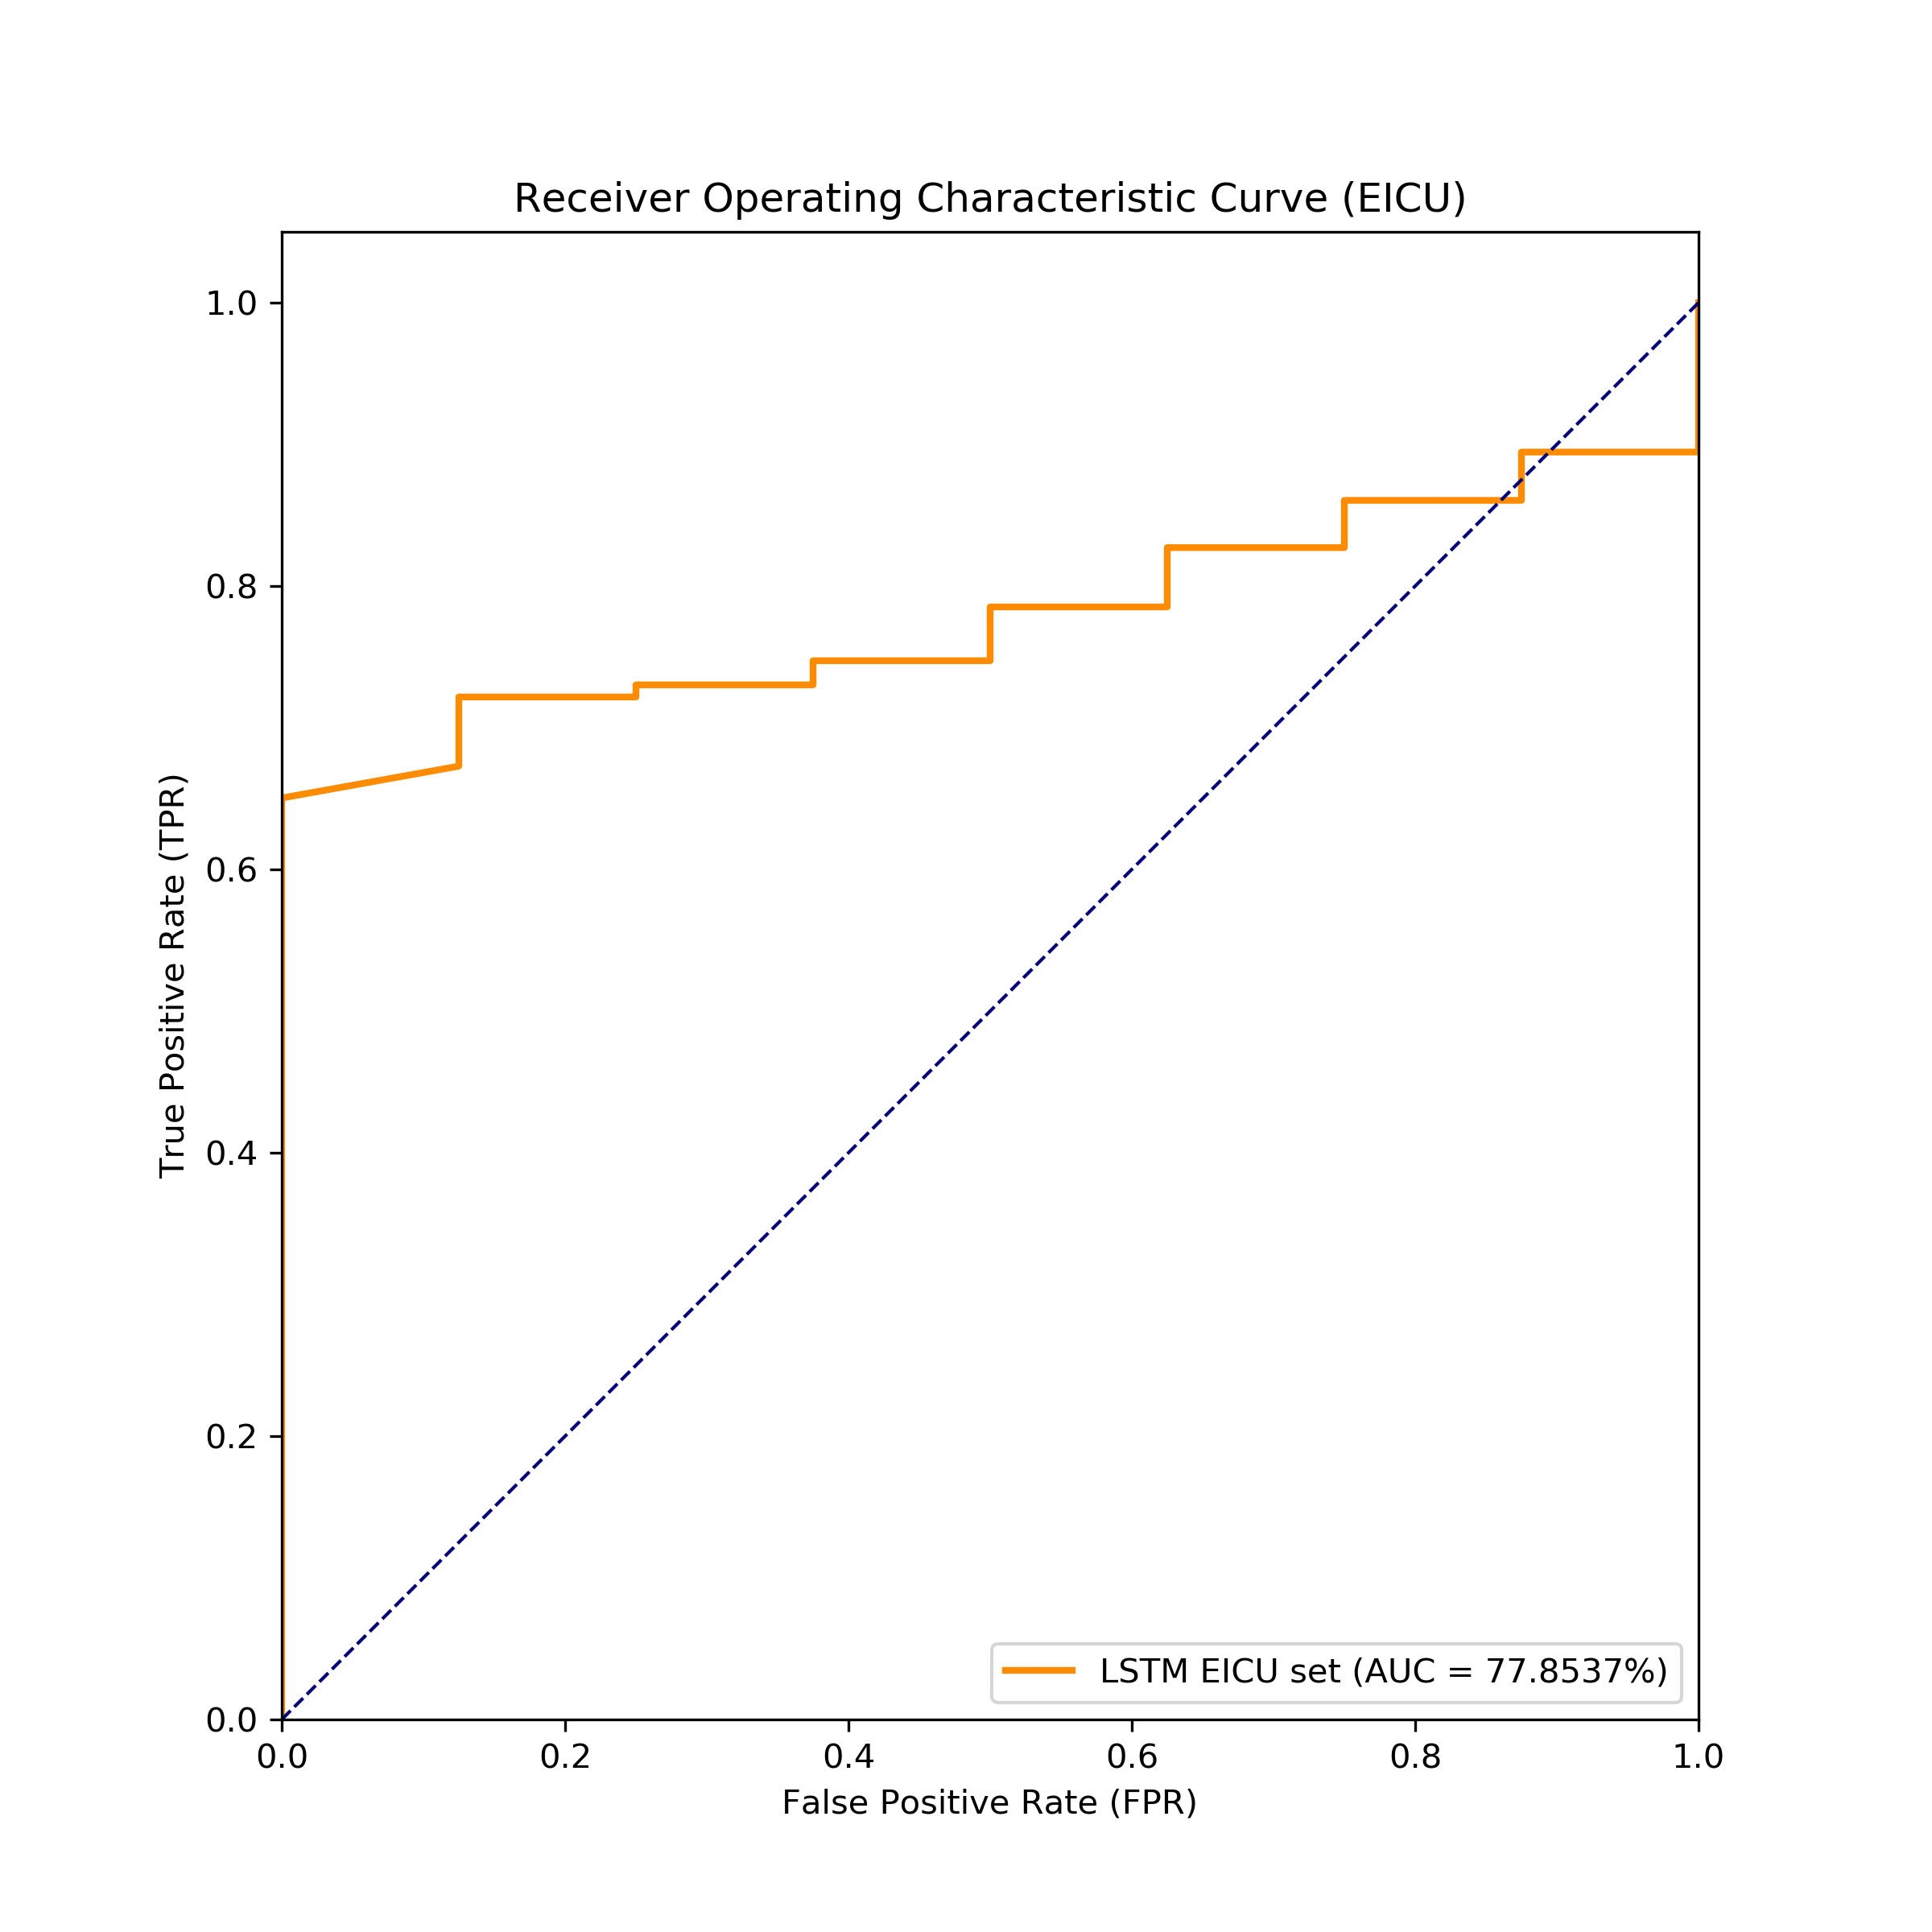 Receiver Operating Characteristic Curve (EICU)
True Positive Rate (TPR)
1.0
0.8
0.6
0.4
0.2
0.0
LSTM EICU set (AUC = 77.8537%)
0.0 0.2 0.4 0.6 0.8 1.0
False Positive Rate (FPR)